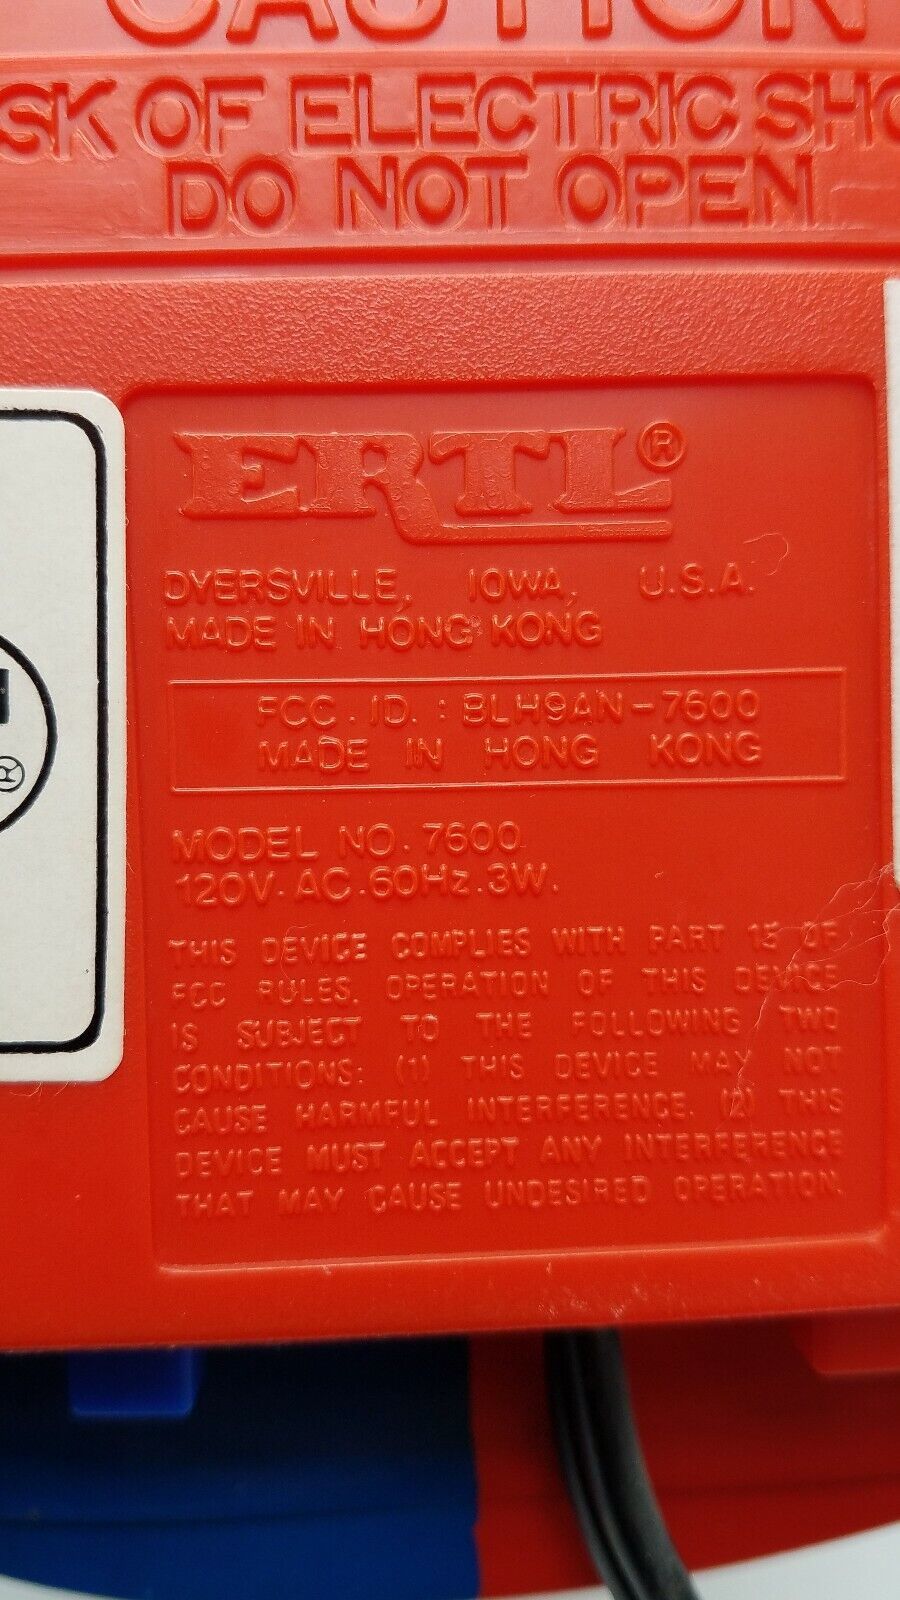 CAUTION
SK OF ELECTRIC SHO
DO NOT OPEN
ERTL®
DYERSVILLE, IOWA, U.S.A.
MADE IN HONG KONG
FCC . ID. : BLH9AN-7600
MADE IN HONG KONG
MODEL NO. 7600
120V. AC. 60Hz. 3W.
THIS DEVICE COMPLIES WITH PART 15 OF
FCC RULES. OPERATION OF THIS DEVICE
IS SUBJECT TO THE FOLLOWING TWO
CONDITIONS: (1) THIS DEVICE MAY NOT
CAUSE HARMFUL INTERFERENCE. (2) THIS
DEVICE MUST ACCEPT ANY INTERFERENCE
THAT MAY CAUSE UNDESIRED OPERATION.
®